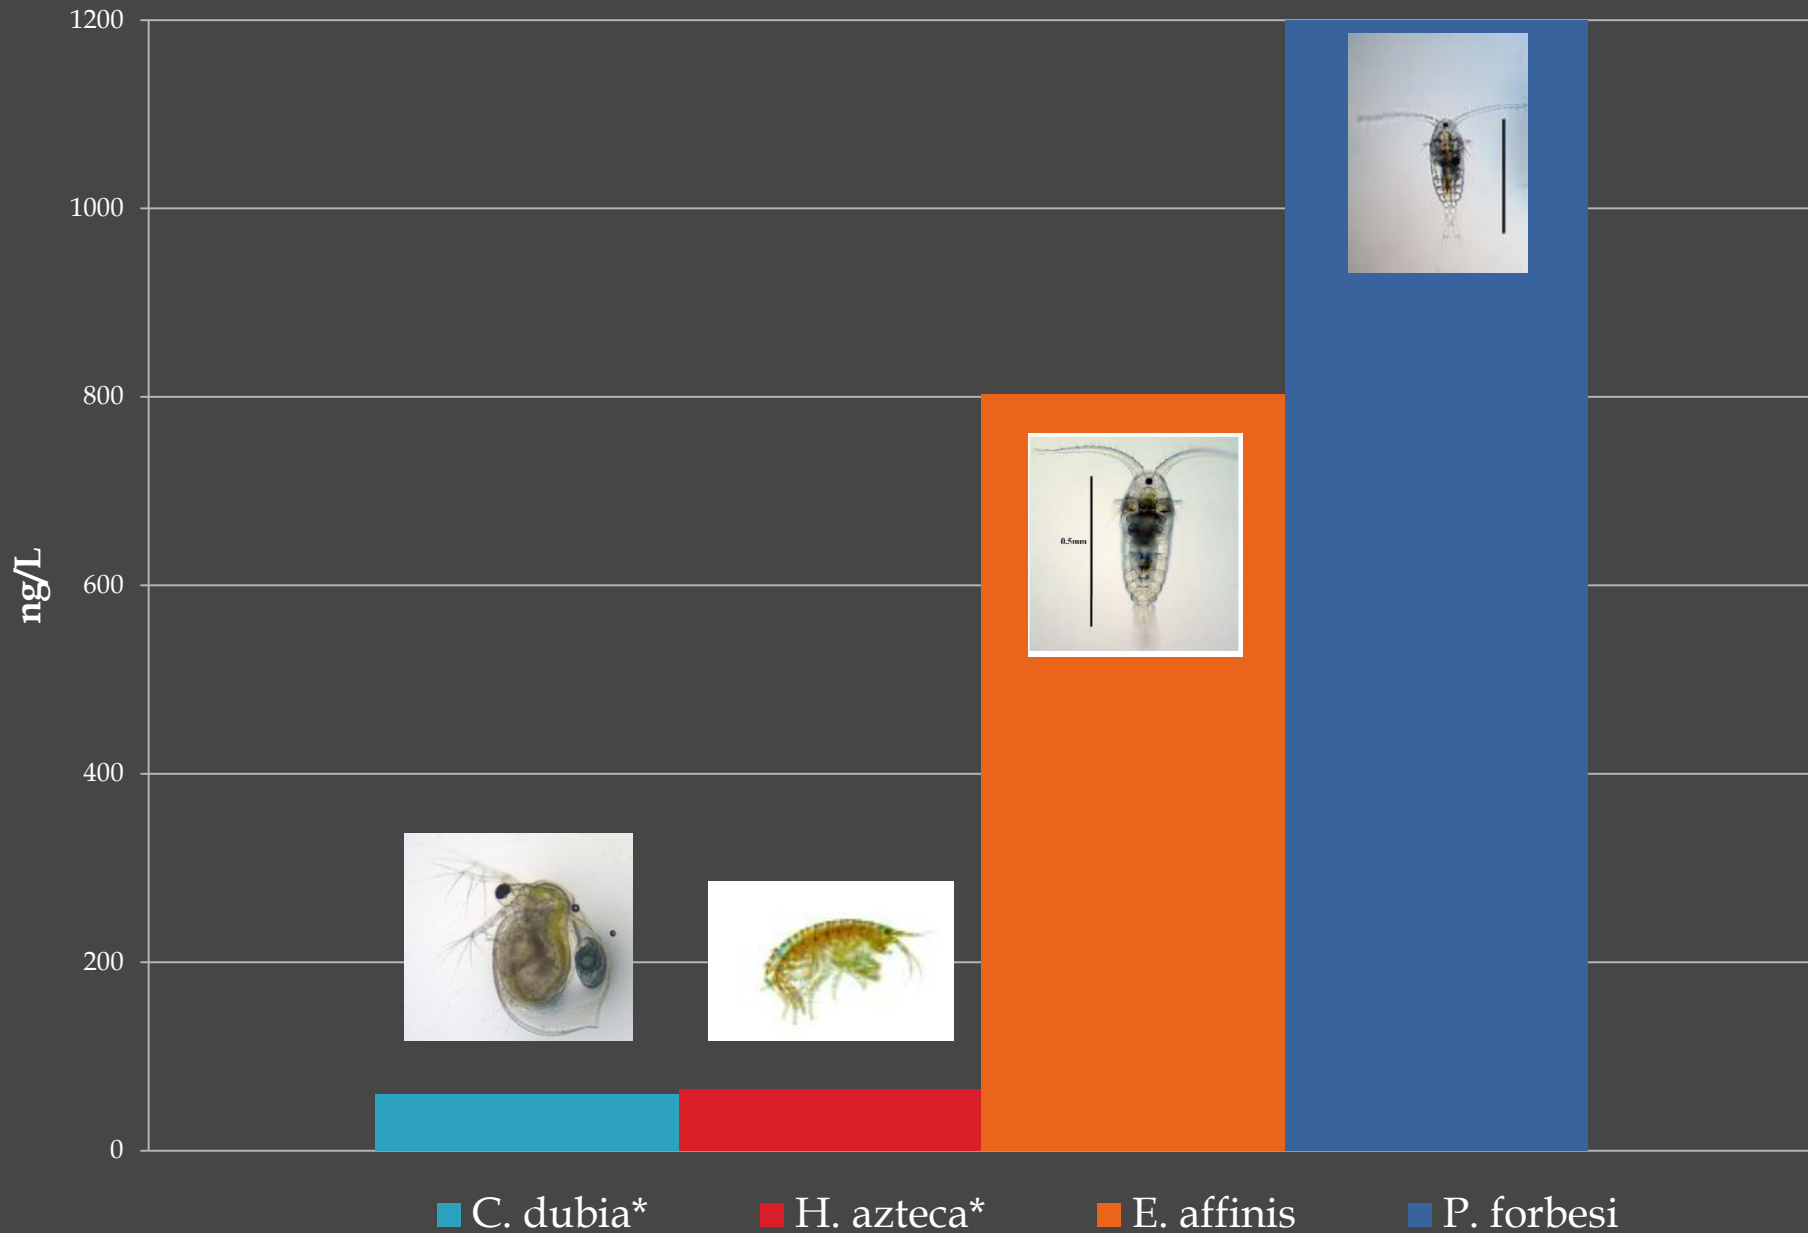 1200
1000
800
600
400
200
0
ng/L
0.5mm
C. dubia*
H. azteca*
E. affinis
P. forbesi